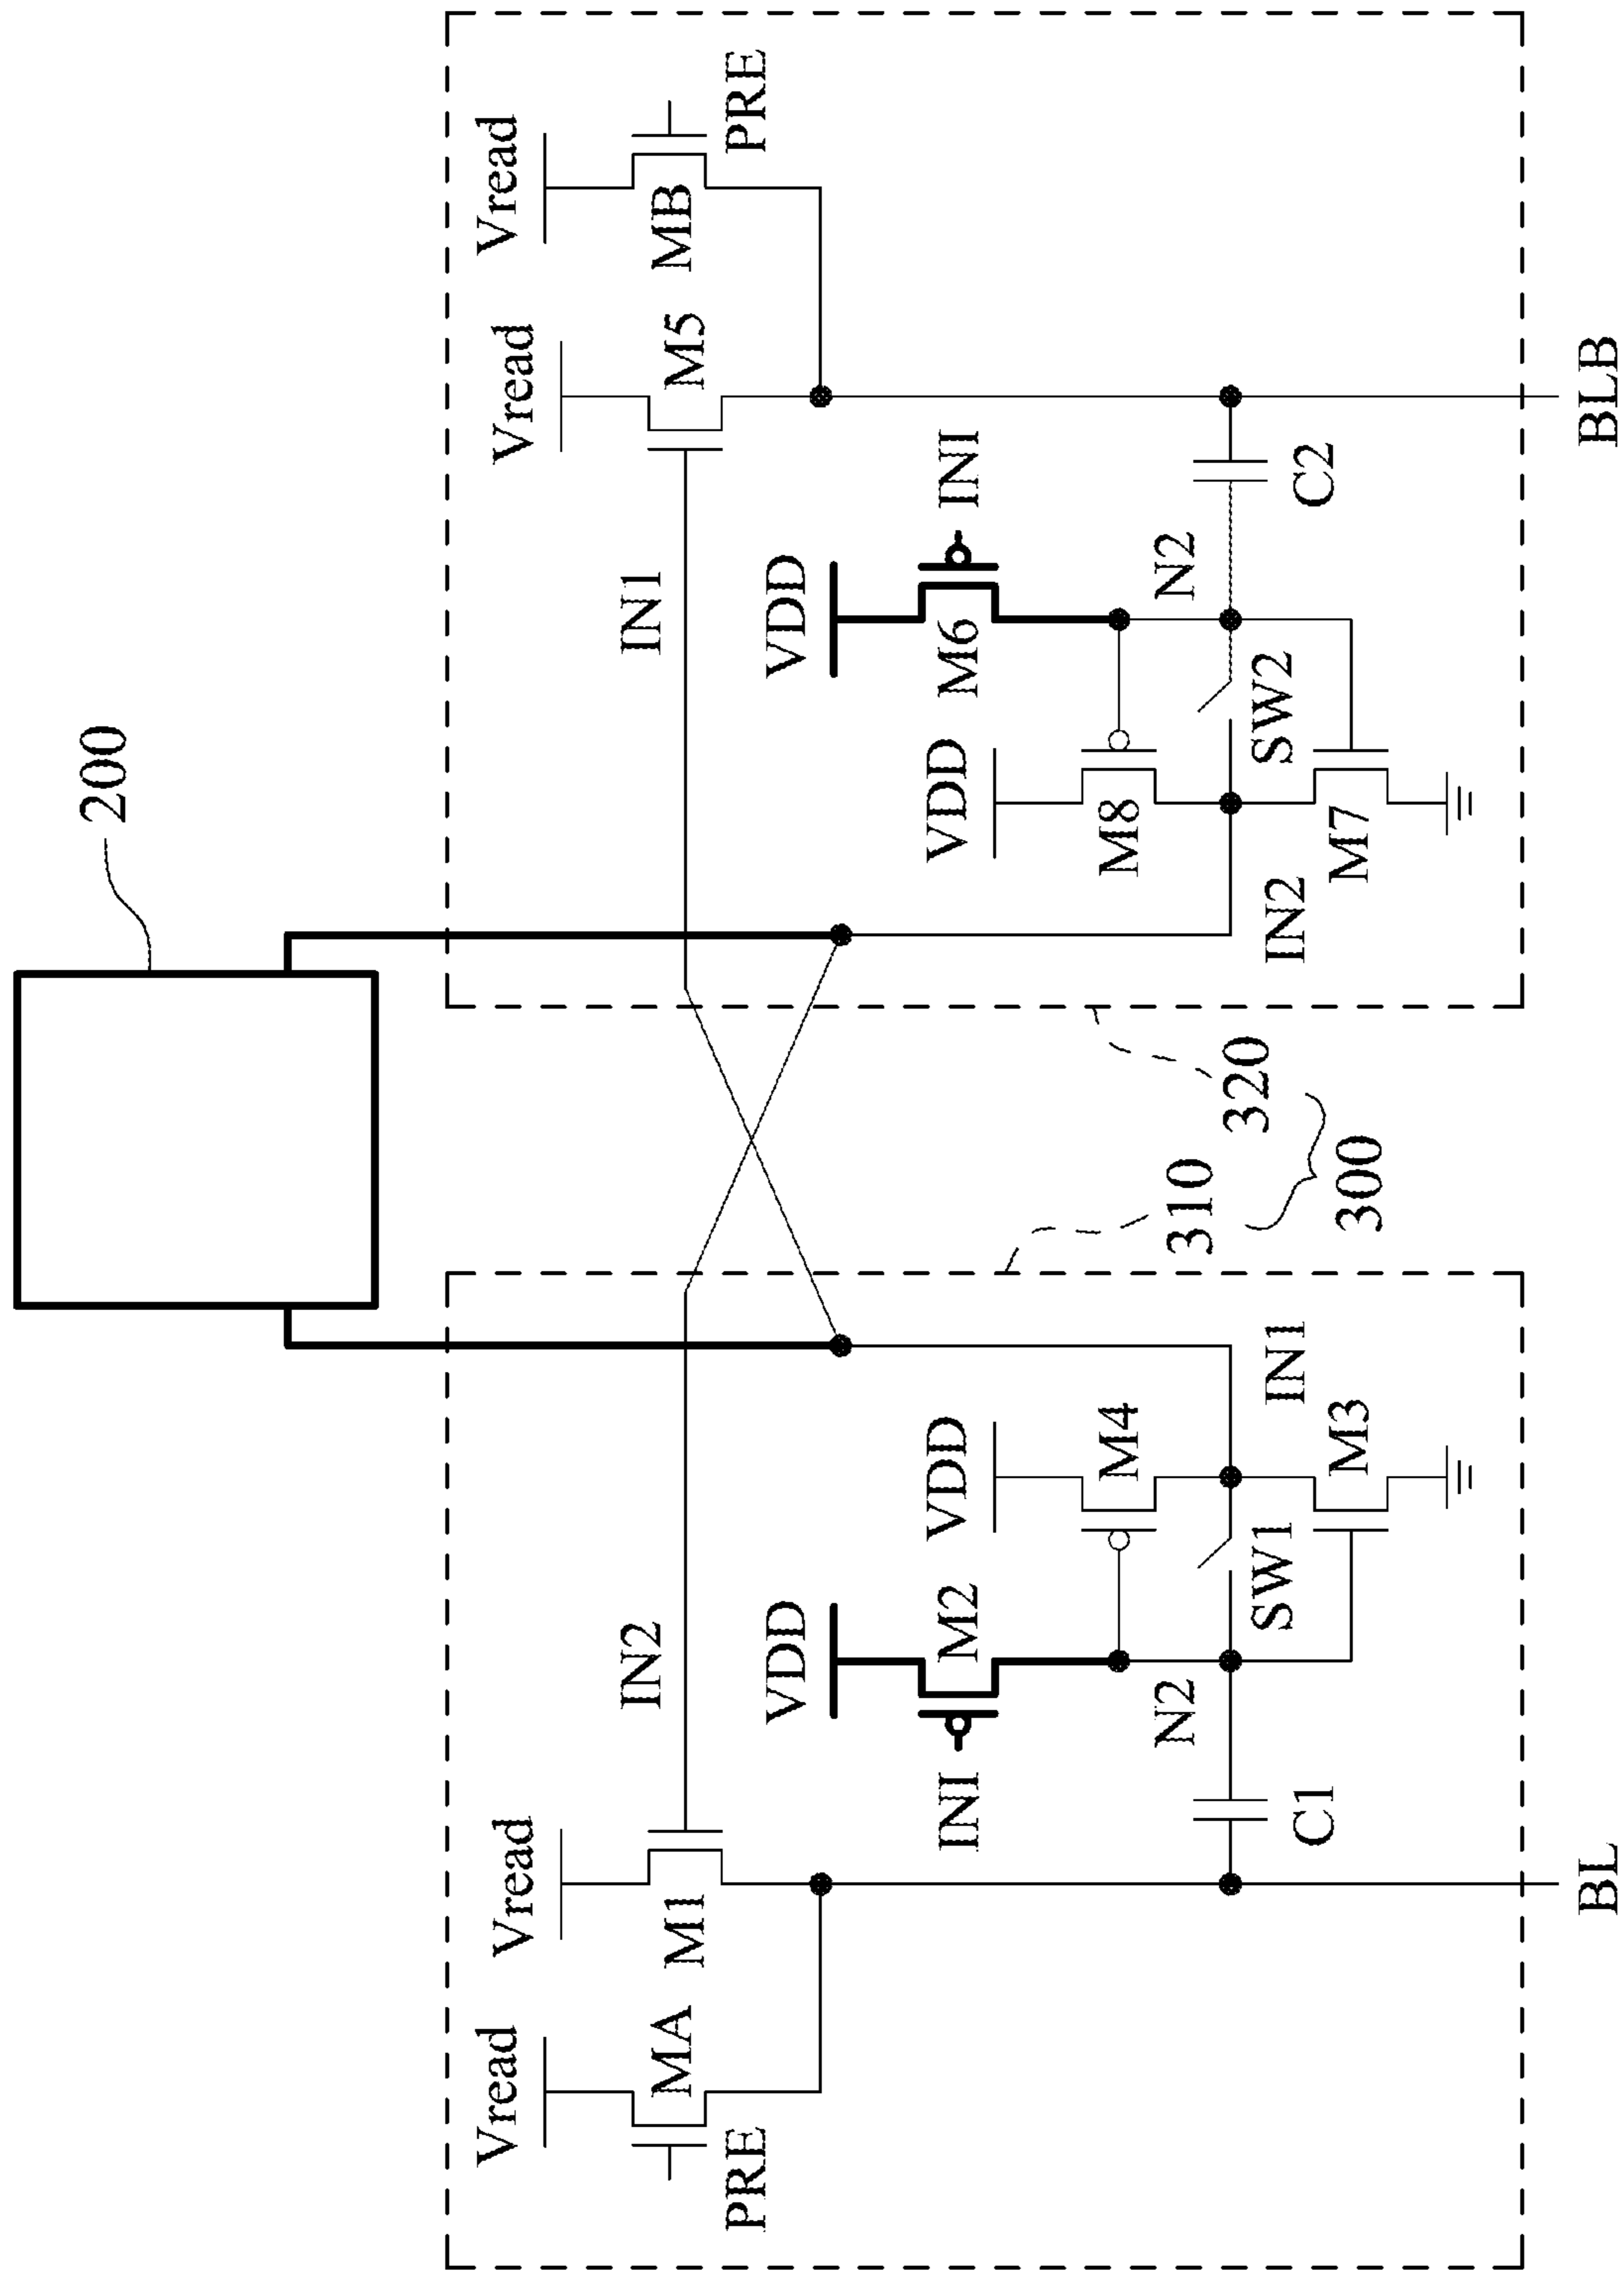 200
Vread
Vread
Vread
Vread
PRE
MA
M1
IN2
IN1
M5
MB
PRE
VDD
VDD
INI
M2
M6
INI
VDD
VDD
M4
M8
N2
N2
C1
SW1
IN1
M3
310
320
300
IN2
M7
SW2
C2
BL
BLB